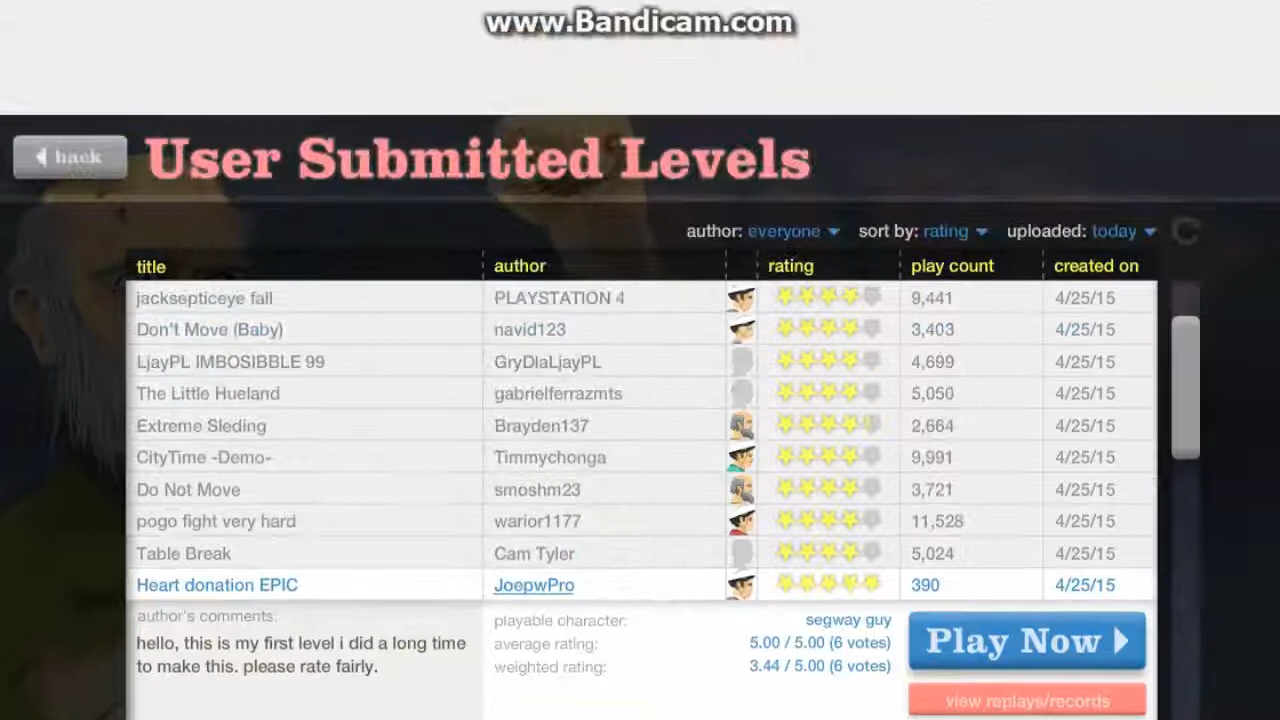 www.Bandicam.com
back
User Submitted Levels
author: everyone sort by: rating uploaded: today
title author rating play count created on
jacksepticeye fall PLAYSTATION 4 9,441 4/25/15
Don't Move (Baby) navid123 3,403 4/25/15
LjayPL IMBOSIBBLE 99 GryDlaLjayPL 4,699 4/25/15
The Little Hueland gabrielferrazmts 5,050 4/25/15
Extreme Sleding Brayden137 2,664 4/25/15
CityTime -Demo- Timmychonga 9,991 4/25/15
Do Not Move smoshm23 3,721 4/25/15
pogo fight very hard warior1177 11,528 4/25/15
Table Break Cam Tyler 5,024 4/25/15
Heart donation EPIC JoepwPro 390 4/25/15
author's comments:
hello, this is my first level i did a long time
to make this. please rate fairly.
playable character: segway guy
average rating: 5.00 / 5.00 (6 votes)
weighted rating: 3.44 / 5.00 (6 votes)
Play Now
view replays/records